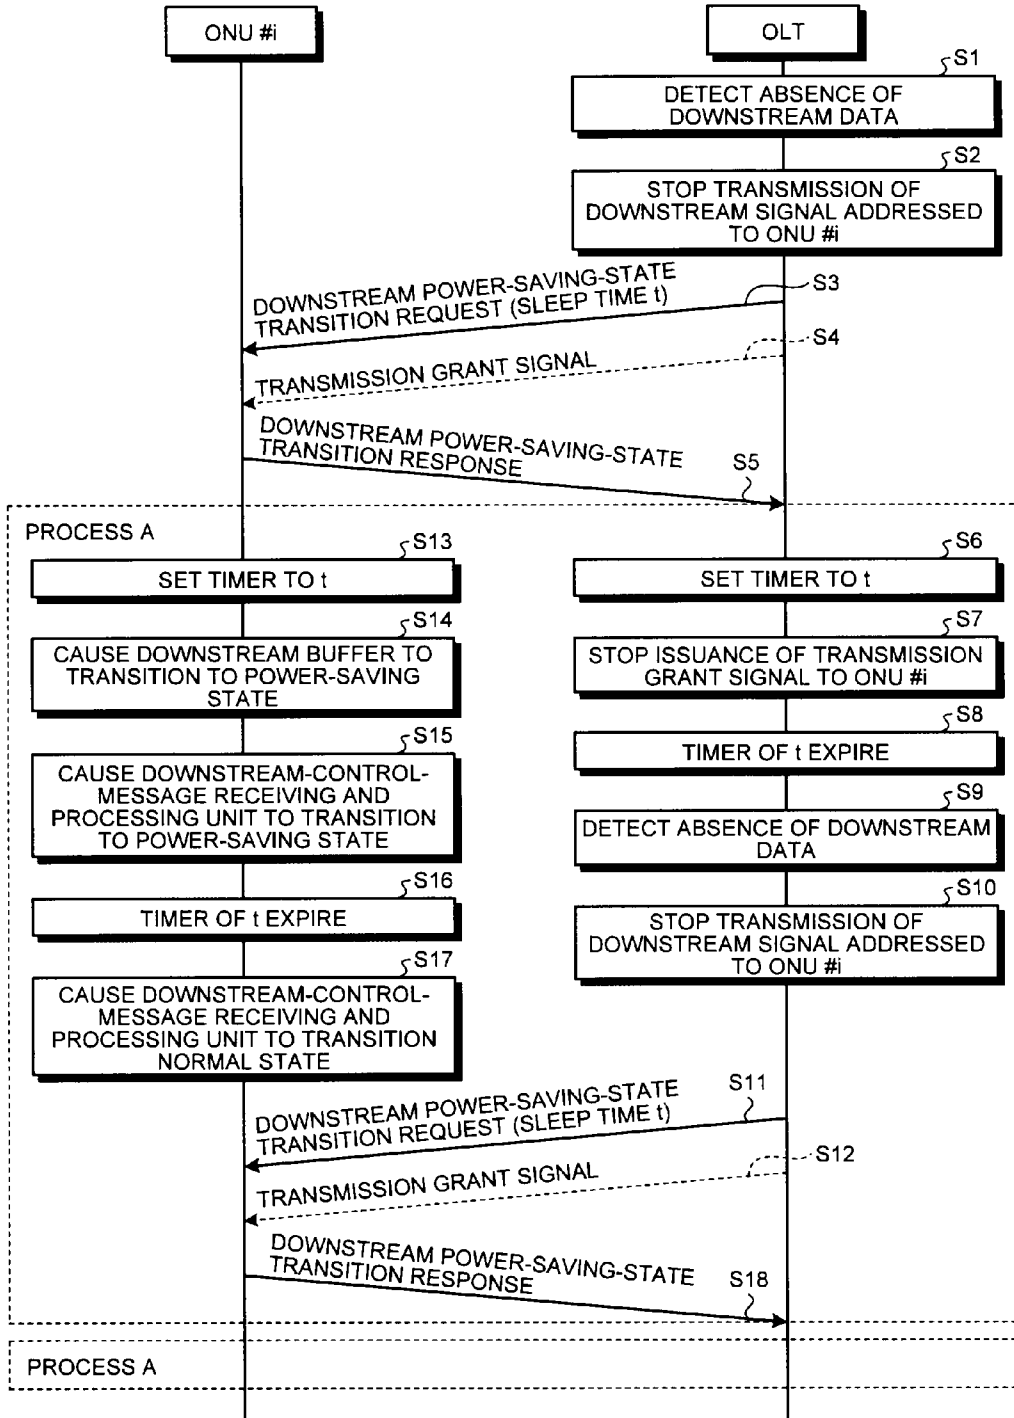 ONU #i
OLT
S1
DETECT ABSENCE OF
DOWNSTREAM DATA
S2
STOP TRANSMISSION OF
DOWNSTREAM SIGNAL ADDRESSED
TO ONU #i
DOWNSTREAM POWER-SAVING-STATE
TRANSITION REQUEST (SLEEP TIME t)
S3
TRANSMISSION GRANT SIGNAL
S4
DOWNSTREAM POWER-SAVING-STATE
TRANSITION RESPONSE
S5
PROCESS A
S13
SET TIMER TO t
S6
SET TIMER TO t
S14
CAUSE DOWNSTREAM BUFFER TO
TRANSITION TO POWER-SAVING
STATE
S7
STOP ISSUANCE OF TRANSMISSION
GRANT SIGNAL TO ONU #i
S15
CAUSE DOWNSTREAM-CONTROL-
MESSAGE RECEIVING AND
PROCESSING UNIT TO TRANSITION
TO POWER-SAVING STATE
S8
TIMER OF t EXPIRE
S9
DETECT ABSENCE OF DOWNSTREAM
DATA
S16
TIMER OF t EXPIRE
S10
STOP TRANSMISSION OF
DOWNSTREAM SIGNAL ADDRESSED
TO ONU #i
S17
CAUSE DOWNSTREAM-CONTROL-
MESSAGE RECEIVING AND
PROCESSING UNIT TO TRANSITION
NORMAL STATE
DOWNSTREAM POWER-SAVING-STATE
TRANSITION REQUEST (SLEEP TIME t)
S11
TRANSMISSION GRANT SIGNAL
S12
DOWNSTREAM POWER-SAVING-STATE
TRANSITION RESPONSE
S18
PROCESS A